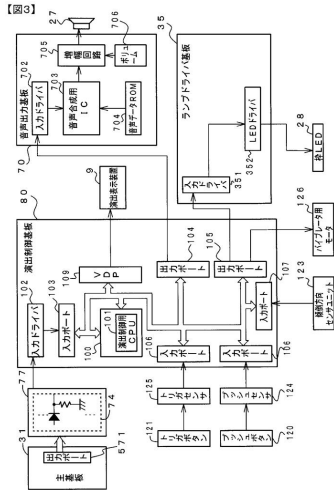 【図3】
27
音声出力基板
702
入力ドライバ
703
音声合成用
IC
704
音声データROM
705
増幅回路
706
ボリューム
70
35
ランプドライバ基板
351
入力ドライバ
352
LEDドライバ
28
枠LED
80
演出制御基板
9
演出表示装置
109
VDP
102
入力ドライバ
103
入力ポート
100
101
演出制御用
CPU
104
出力ポート
105
出力ポート
106
入力ポート
106
入力ポート
107
入力ポート
126
バイブレータ用
モータ
123
傾倒方向
センサユニット
77
74
31
主基板
571
出力ポート
125
トリガセンサ
121
トリガボタン
124
プッシュセンサ
120
プッシュボタン